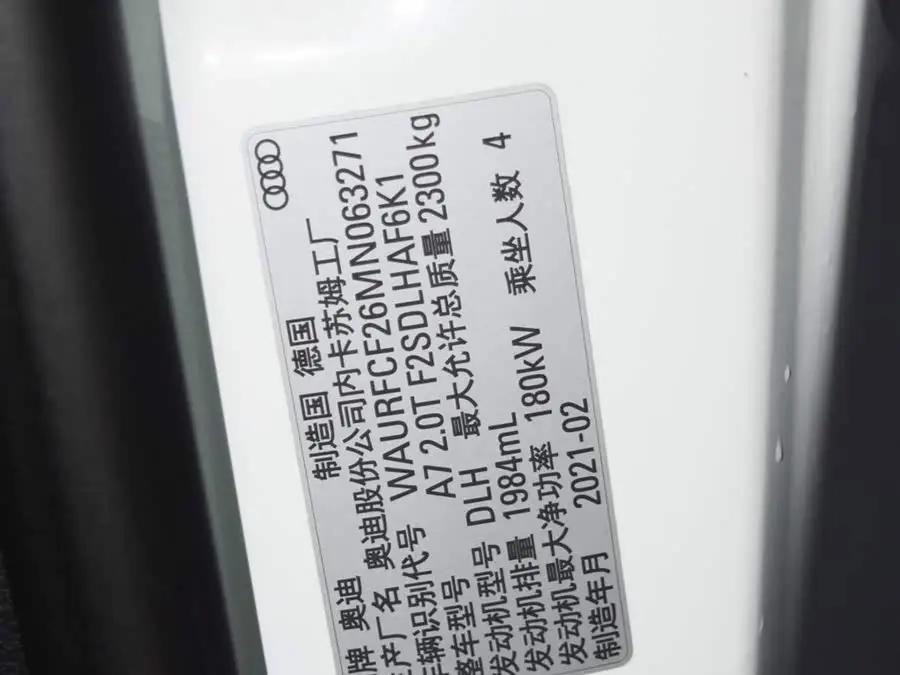 牌 奥迪 制造国 德国
产厂名 奥迪股份公司内卡苏姆工厂
车辆识别代号 WAURFCF26MN063271
整车型号 A7 2.0T F2SDLHAF6K1
发动机型号 DLH 最大允许总质量 2300kg
发动机排量 1984mL
发动机最大净功率 180kW 乘坐人数 4
制造年月 2021-02